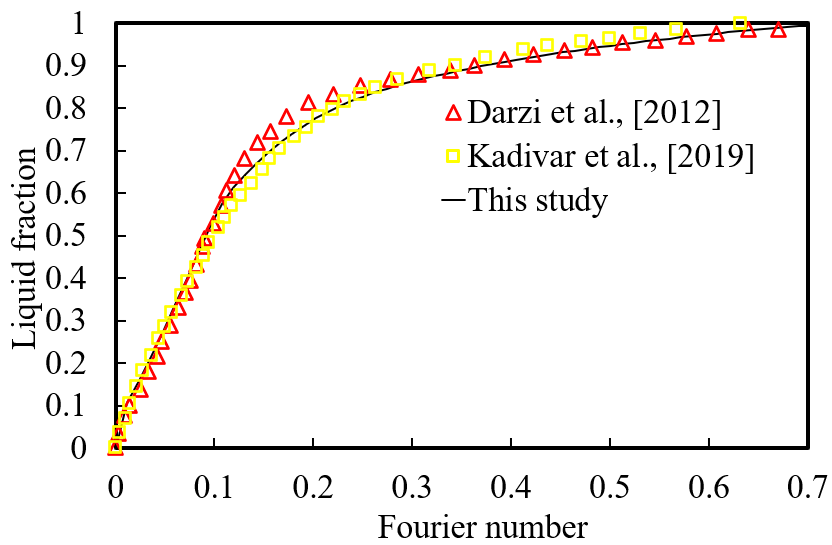 1
0.9
0.8
0.7
0.6
0.5
0.4
0.3
0.2
0.1
0
Liquid fraction
Darzi et al., [2012]
Kadivar et al., [2019]
This study
0 0.1 0.2 0.3 0.4 0.5 0.6 0.7
Fourier number